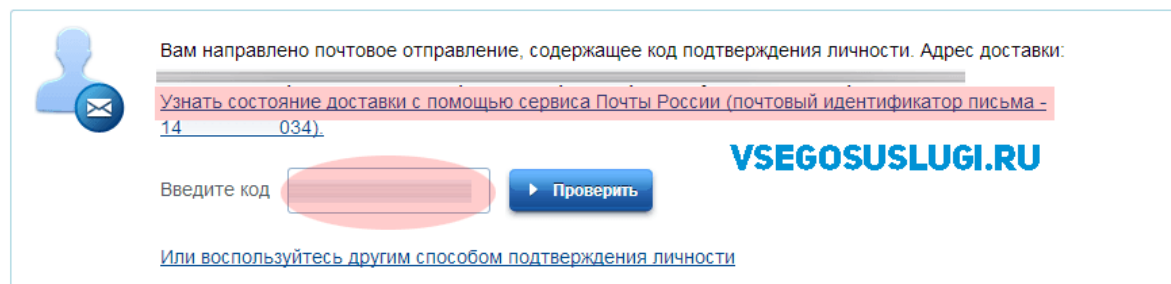 Вам направлено почтовое отправление, содержащее код подтверждения личности. Адрес доставки:
Узнать состояние доставки с помощью сервиса Почты России (почтовый идентификатор письма -
14 034).
VSEGOSUSLUGI.RU
Введите код
Проверить
Или воспользуйтесь другим способом подтверждения личности